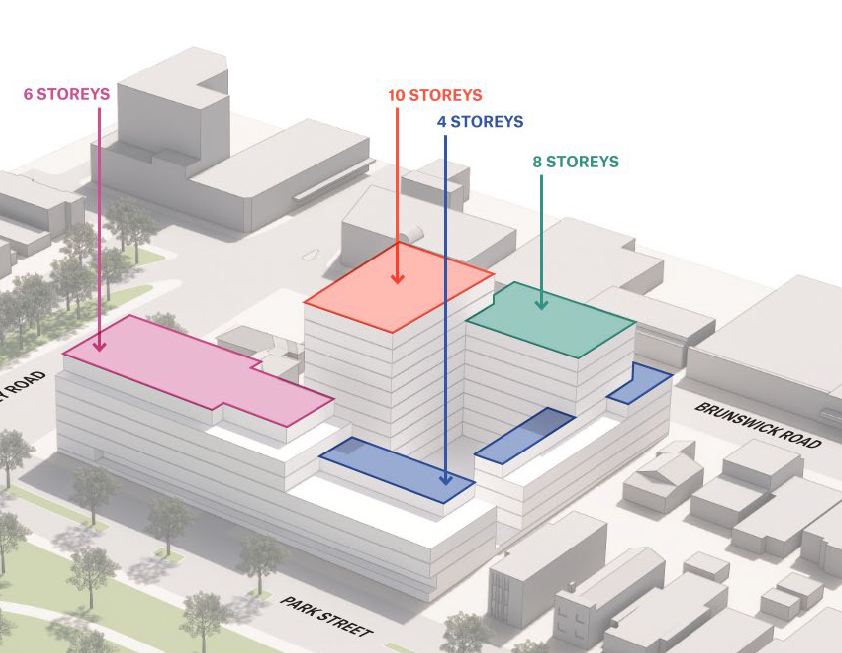 6 STOREYS
10 STOREYS
4 STOREYS
8 STOREYS
Y ROAD
BRUNSWICK ROAD
PARK STREET